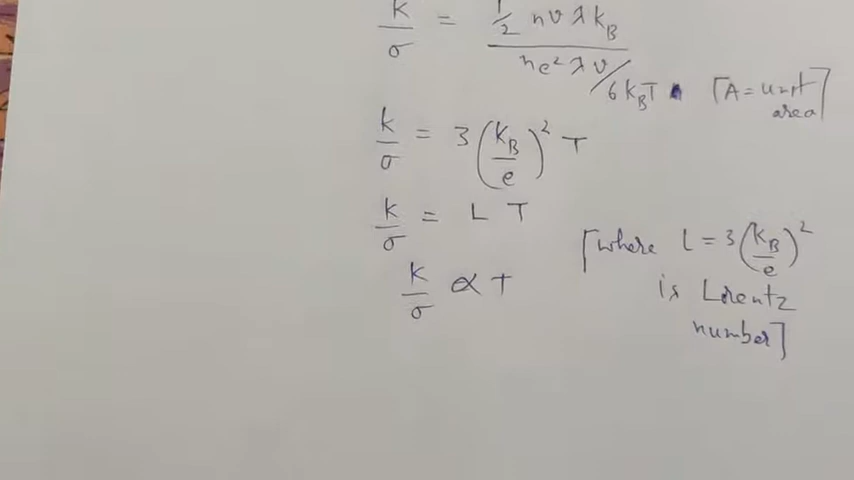 k/σ = ½ nvλk_B / (ne²λv/6k_BT) [A = unit
area]
k/σ = 3(k_B/e)² T
k/σ = L T [where L = 3(k_B/e)²
is Lorentz
number]
k/σ ∝ T